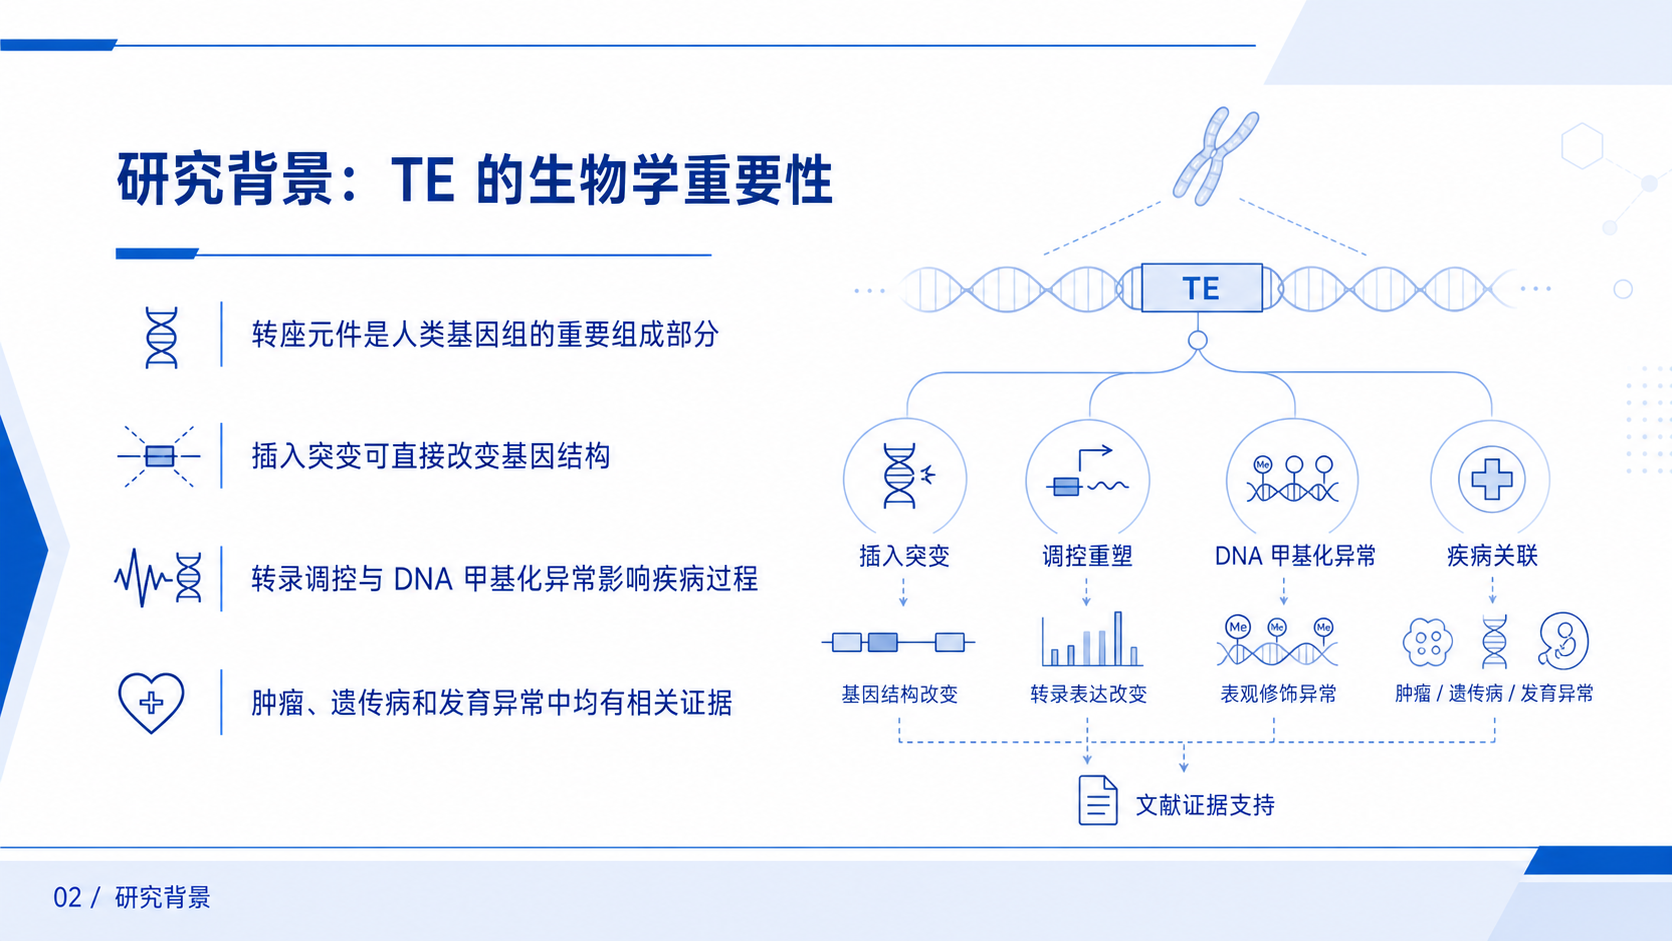 研究背景：TE 的生物学重要性
转座元件是人类基因组的重要组成部分
插入突变可直接改变基因结构
转录调控与 DNA 甲基化异常影响疾病过程
肿瘤、遗传病和发育异常中均有相关证据
TE
Me
插入突变
调控重塑
DNA 甲基化异常
疾病关联
Me Me Me
基因结构改变
转录表达改变
表观修饰异常
肿瘤 / 遗传病 / 发育异常
文献证据支持
02 / 研究背景